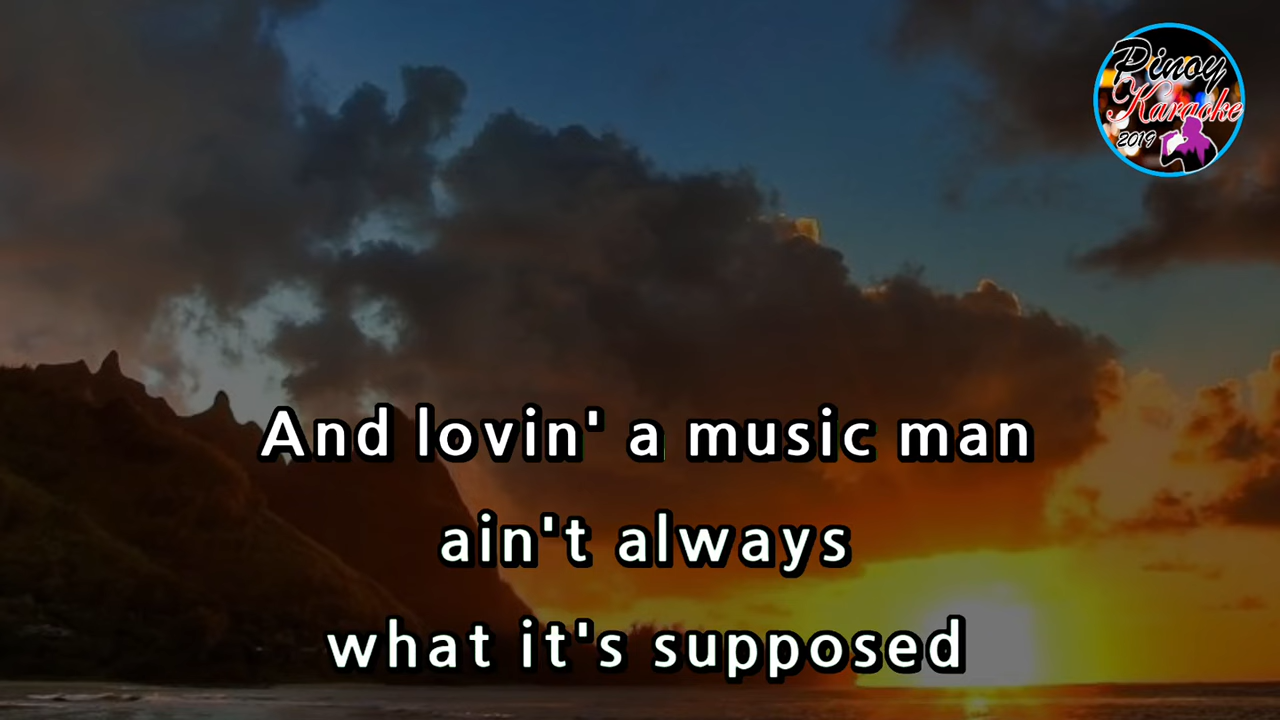 Pinoy
Karaoke
2019
And lovin' a music man
ain't always
what it's supposed